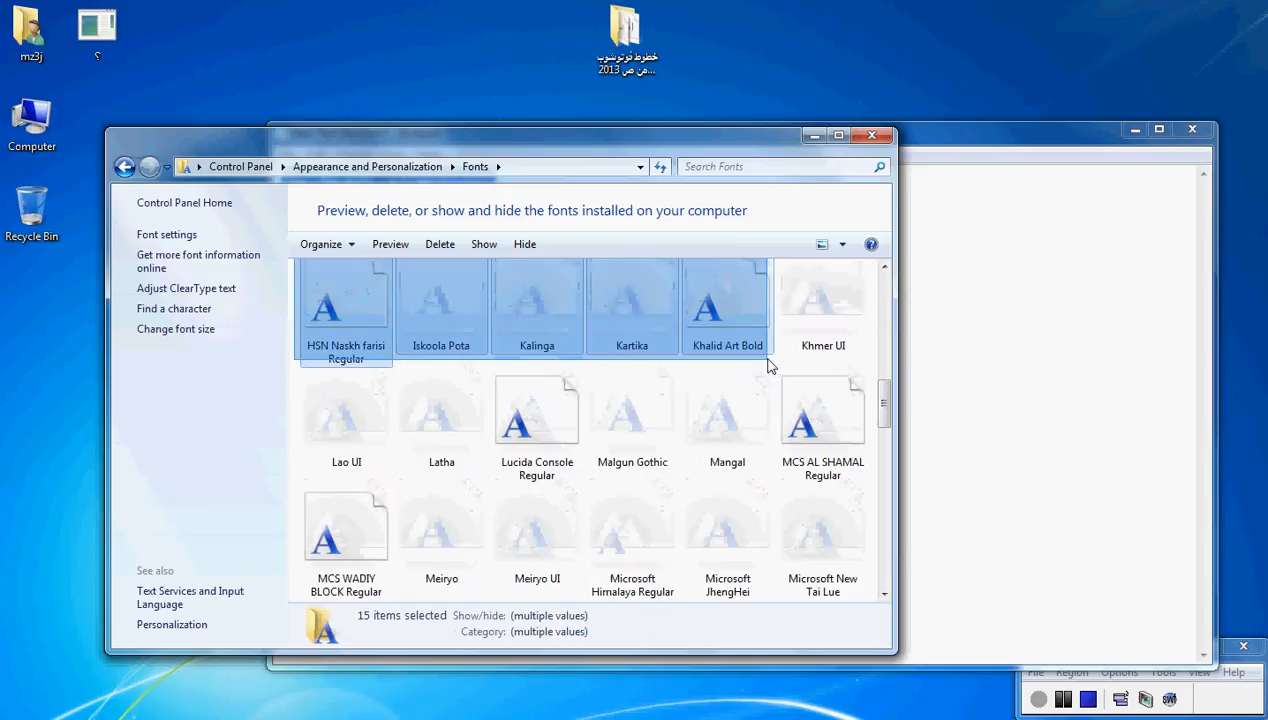 mz3j
؟
خطوط فوتوشوب
...هن ص 2013
Computer
Recycle Bin
Control Panel
Appearance and Personalization
Fonts
Search Fonts
Control Panel Home
Font settings
Get more font information
online
Adjust ClearType text
Find a character
Change font size
See also
Text Services and Input
Language
Personalization
Preview, delete, or show and hide the fonts installed on your computer
Organize
Preview
Delete
Show
Hide
HSN Naskh farisi
Regular
Iskoola Pota
Kalinga
Kartika
Khalid Art Bold
Khmer UI
Lao UI
Latha
Lucida Console
Regular
Malgun Gothic
Mangal
MCS AL SHAMAL
Regular
MCS WADIY
BLOCK Regular
Meiryo
Meiryo UI
Microsoft
Himalaya Regular
Microsoft
JhengHei
Microsoft New
Tai Lue
15 items selected
Show/hide: (multiple values)
Category: (multiple values)
File Region Options Tools View Help